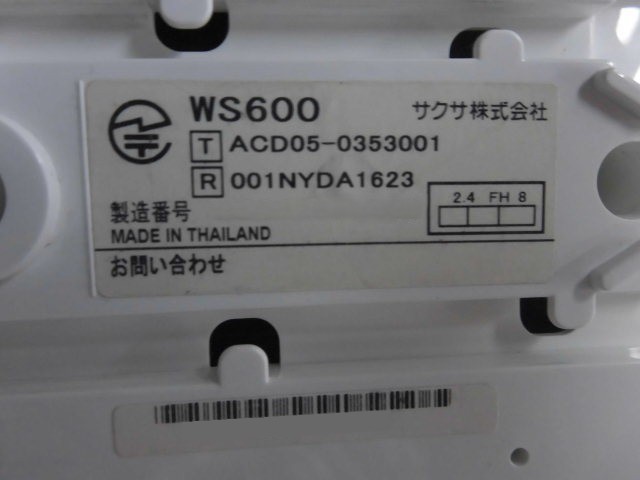 WS600 サクサ株式会社
T ACD05-0353001
R 001NYDA1623
2.4 FH 8
製造番号
MADE IN THAILAND
お問い合わせ